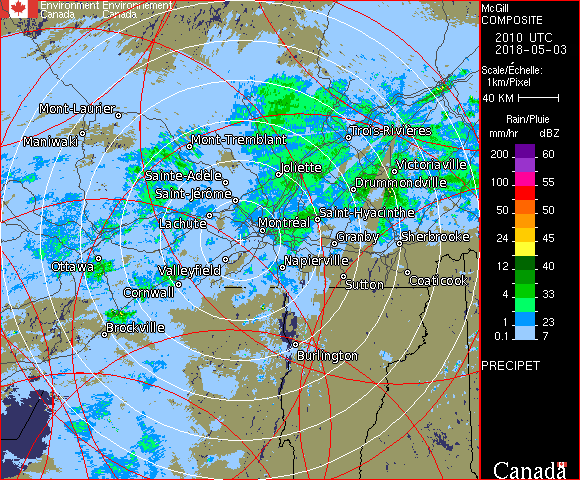 Environment Environnement
Canada Canada
McGill
COMPOSITE
2010 UTC
2018-05-03
Scale/Échelle:
1km/Pixel
40 KM
Rain/Pluie
mm/hr dBZ
200 60
100 55
50 50
24 45
12 40
4 33
1 23
0.1 7
PRECIPET
Canada
Mont-Laurier
Maniwaki
Mont-Tremblant
Trois-Rivières
Sainte-Adèle
Joliette
Victoriaville
Saint-Jérôme
Drummondville
Lachute
Montréal
Saint-Hyacinthe
Granby
Sherbrooke
Ottawa
Valleyfield
Napierville
Cornwall
Sutton
Coaticook
Brockville
Burlington